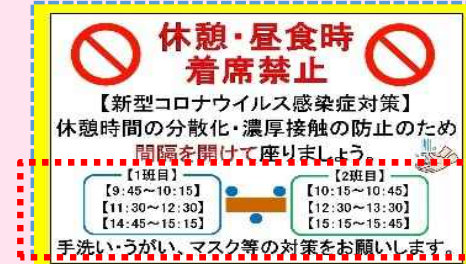 休憩・昼食時
着席禁止
【新型コロナウイルス感染症対策】
休憩時間の分散化・濃厚接触の防止のため
間隔を開けて座りましょう。
【1班目】
【9:45~10:15】
【11:30~12:30】
【14:45~15:15】
【2班目】
【10:15~10:45】
【12:30~13:30】
【15:15~15:45】
手洗い・うがい、マスク等の対策をお願いします。